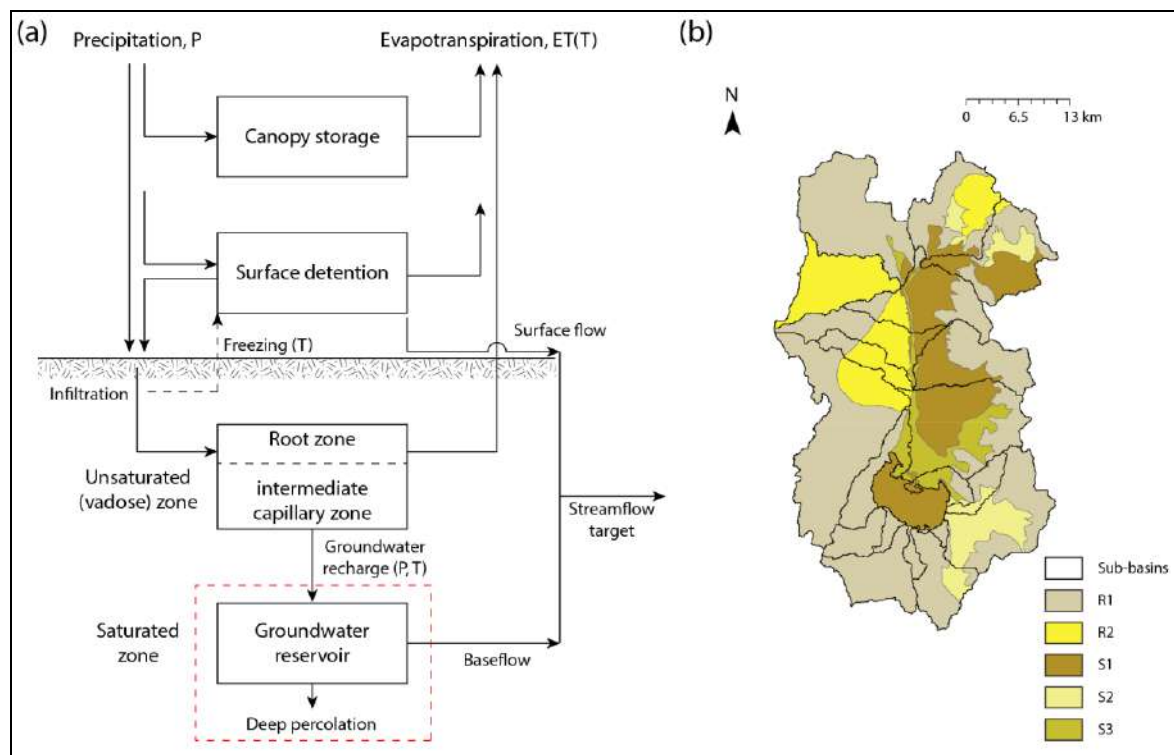 (a)
Precipitation, P
Evapotranspiration, ET(T)
Canopy storage
Surface detention
Surface flow
Freezing (T)
Infiltration
Root zone
Unsaturated
(vadose) zone
intermediate
capillary zone
Streamflow
target
Groundwater
recharge (P, T)
Saturated
zone
Groundwater
reservoir
Baseflow
Deep percolation
(b)
N
0 6.5 13 km
Sub-basins
R1
R2
S1
S2
S3